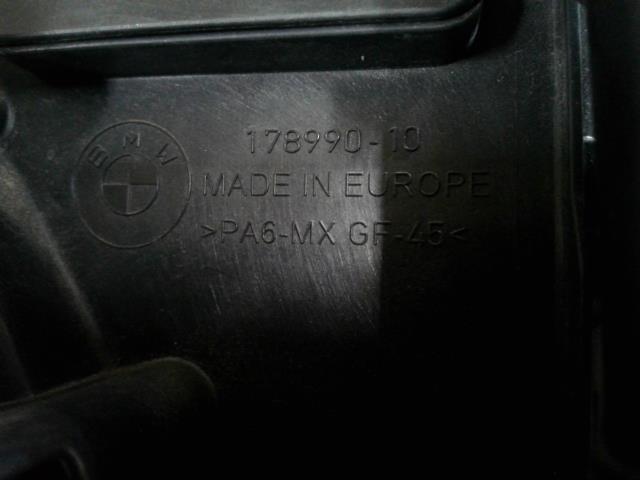 BMW
178990-10
MADE IN EUROPE
>PA6-MX GF-45<